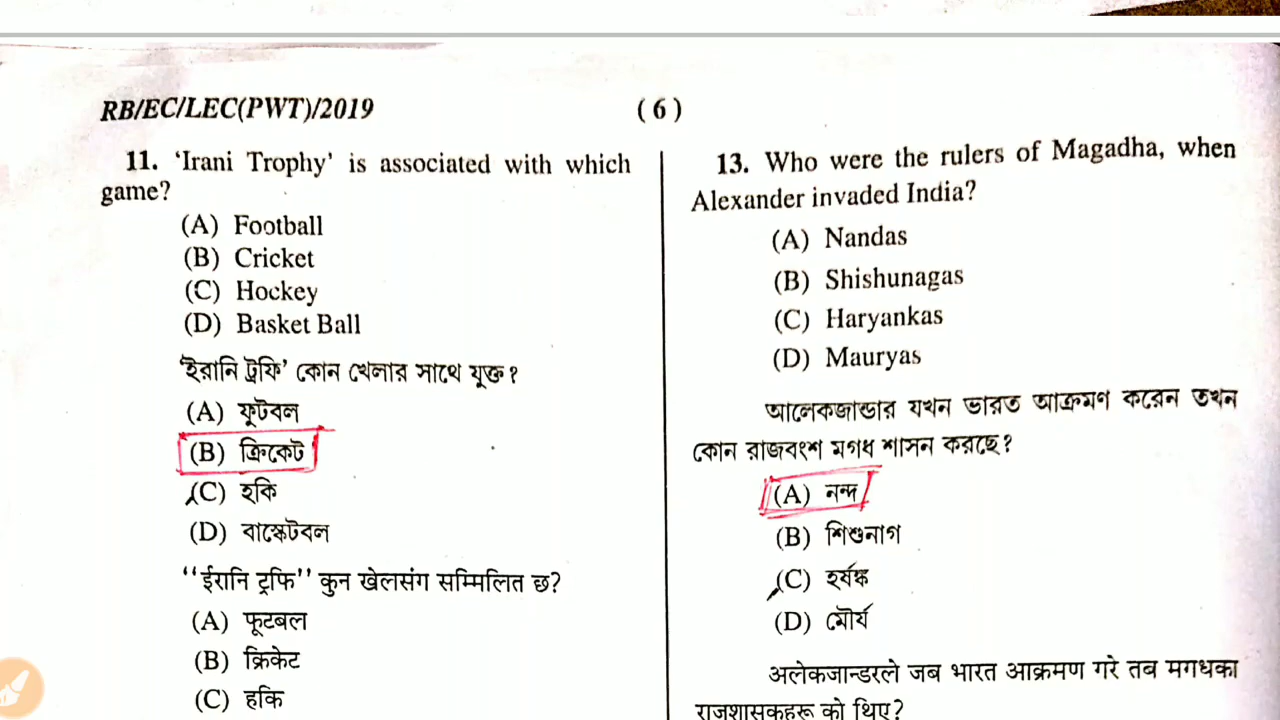 RB/EC/LEC(PWT)/2019
(6)
11. ‘Irani Trophy’ is associated with which
game?
(A) Football
(B) Cricket
(C) Hockey
(D) Basket Ball
‘ইরানি ট্রফি’ কোন খেলার সাথে যুক্ত?
(A) ফুটবল
(B) ক্রিকেট
(C) হকি
(D) বাস্কেটবল
‘‘ईरानि ट्रफि’’ कुन खेलसंग सम्मिलित छ?
(A) फूटबल
(B) क्रिकेट
(C) हकि
13. Who were the rulers of Magadha, when
Alexander invaded India?
(A) Nandas
(B) Shishunagas
(C) Haryankas
(D) Mauryas
আলেকজান্ডার যখন ভারত আক্রমণ করেন তখন
কোন রাজবংশ মগধ শাসন করছে?
(A) নন্দ
(B) শিশুনাগ
(C) হর্যঙ্ক
(D) মৌর্য
अलेकजान्डरले जब भारत आक्रमण गरे तब मगधका
राजशासकहरू को थिए?